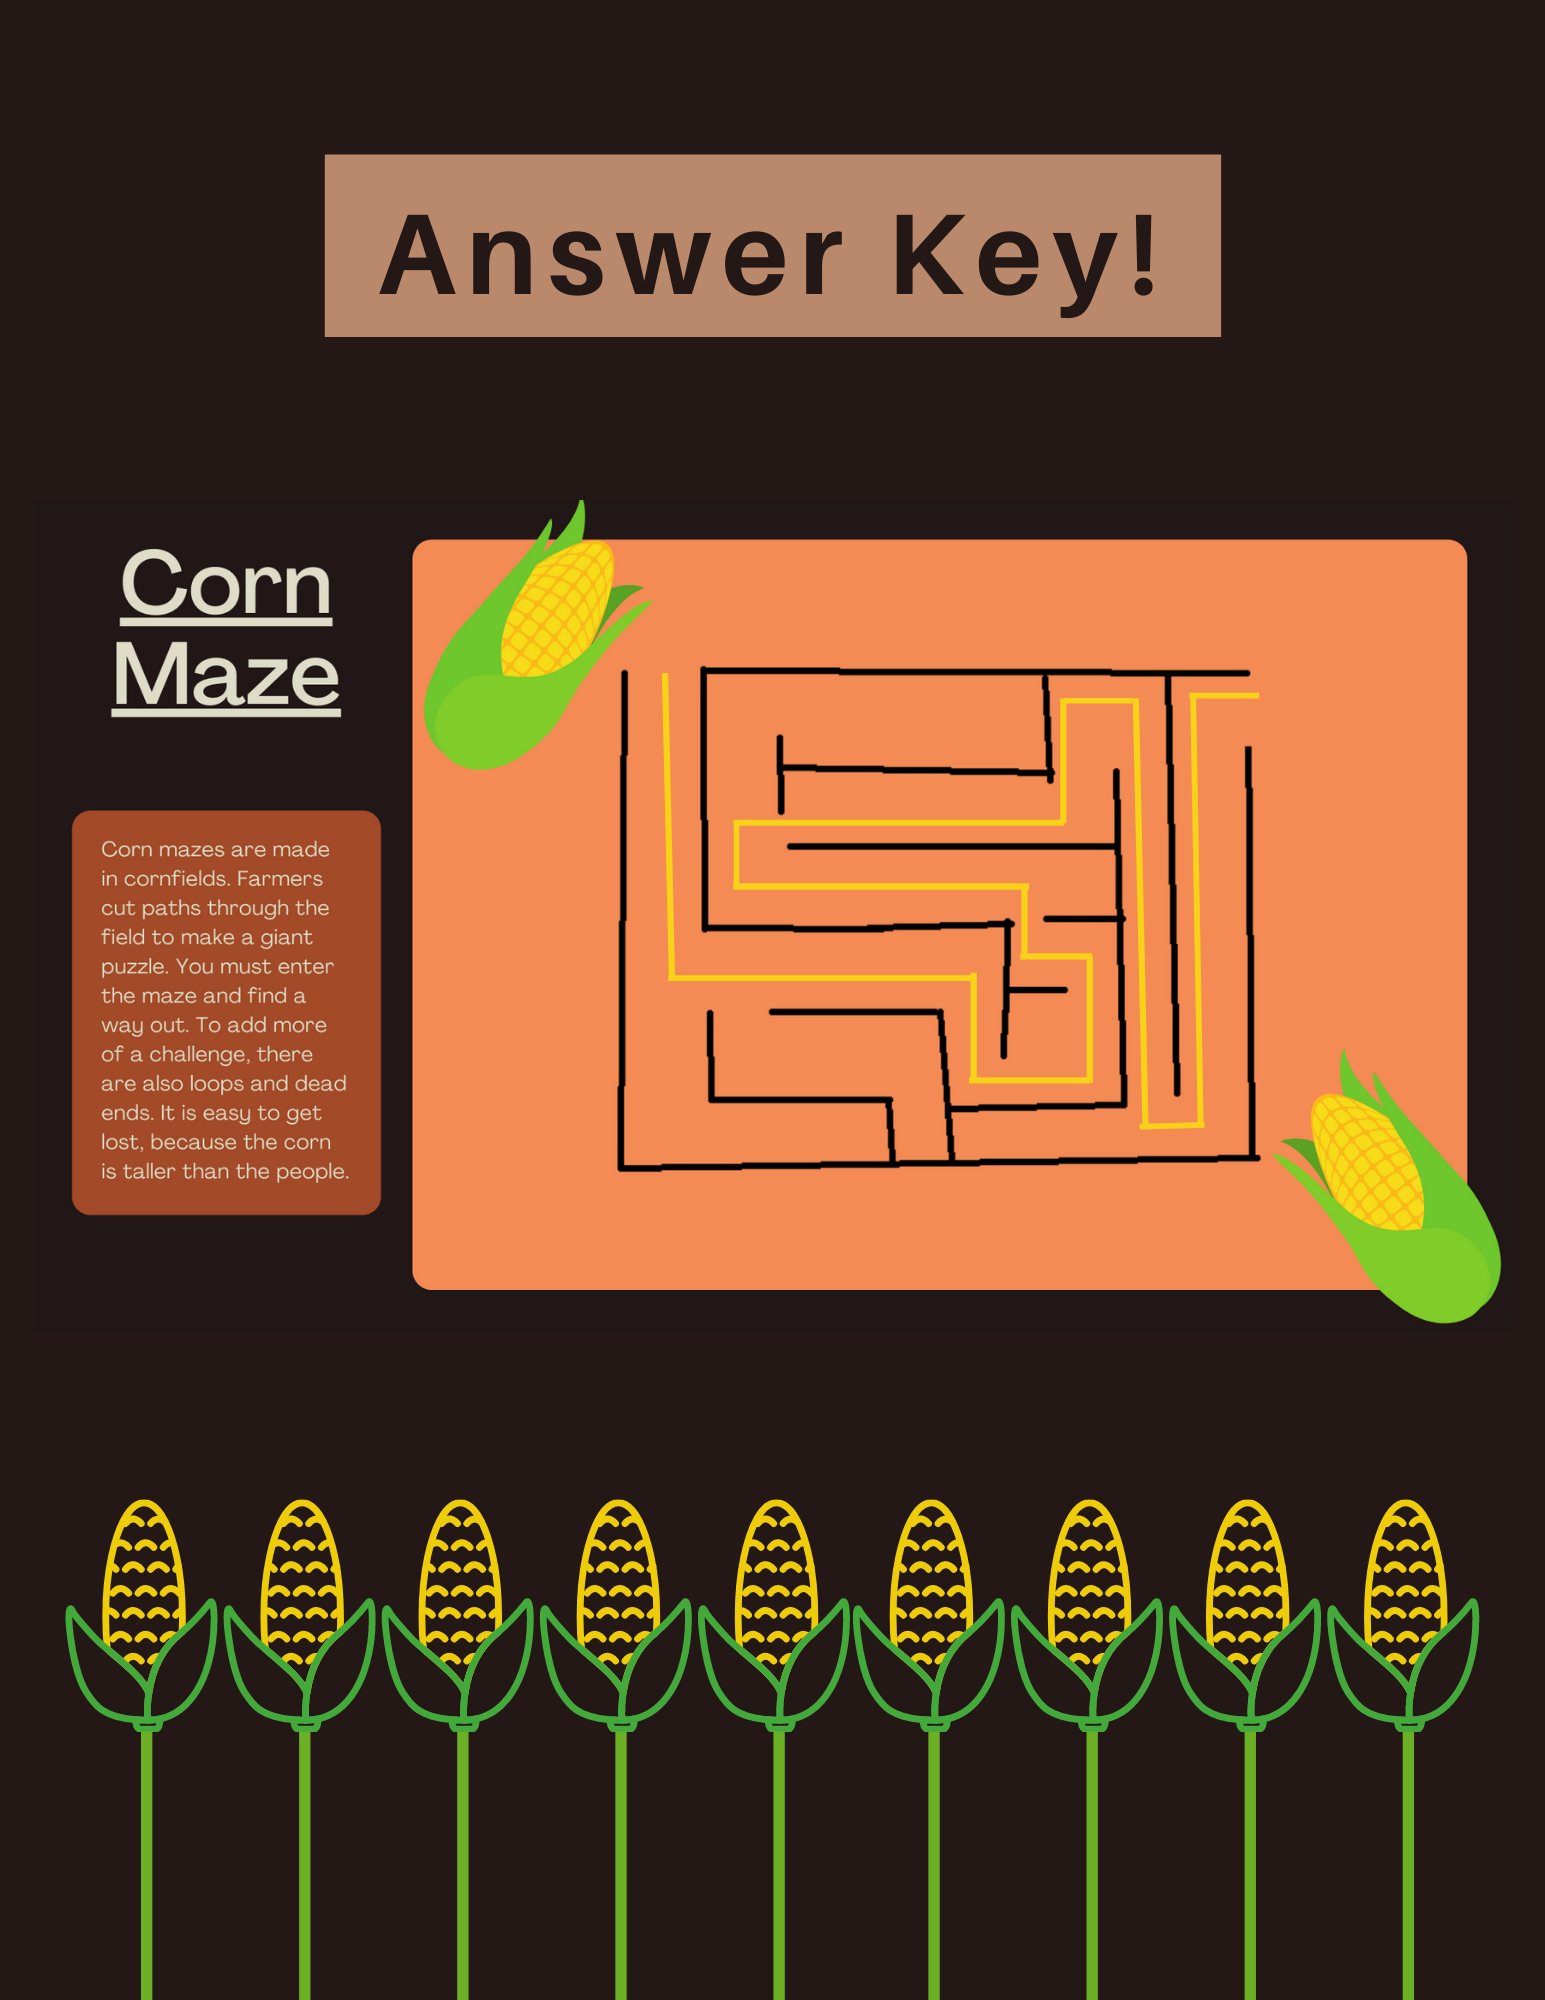 Answer Key!
Corn
Maze
Corn mazes are made
in cornfields. Farmers
cut paths through the
field to make a giant
puzzle. You must enter
the maze and find a
way out. To add more
of a challenge, there
are also loops and dead
ends. It is easy to get
lost, because the corn
is taller than the people.